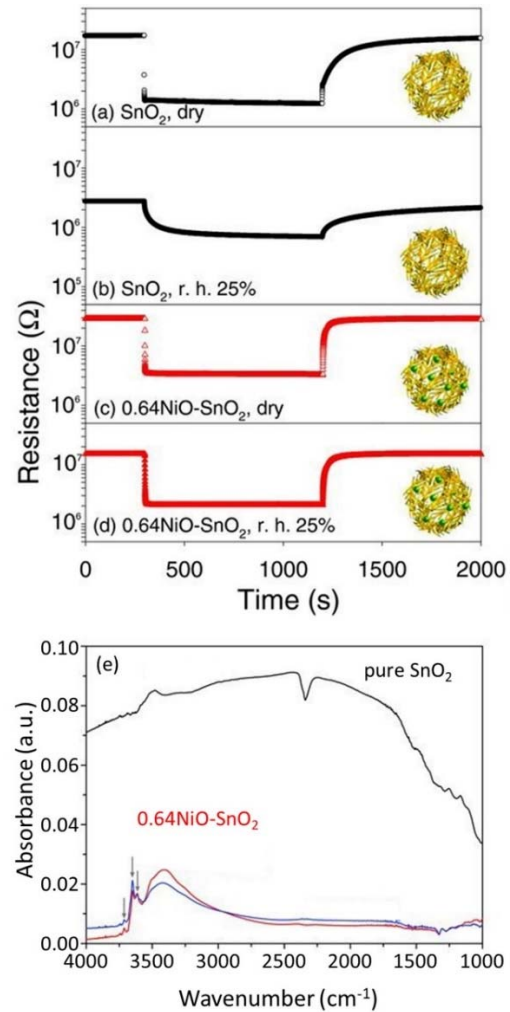 10⁷
10⁶
(a) SnO₂, dry
10⁷
10⁶
10⁵
(b) SnO₂, r. h. 25%
10⁷
10⁶
(c) 0.64NiO-SnO₂, dry
10⁷
10⁶
(d) 0.64NiO-SnO₂, r. h. 25%
Resistance (Ω)
0 500 1000 1500 2000
Time (s)
(e)
pure SnO₂
0.64NiO-SnO₂
0.10
0.08
0.06
0.04
0.02
0.00
Absorbance (a.u.)
4000 3500 3000 2500 2000 1500 1000
Wavenumber (cm⁻¹)